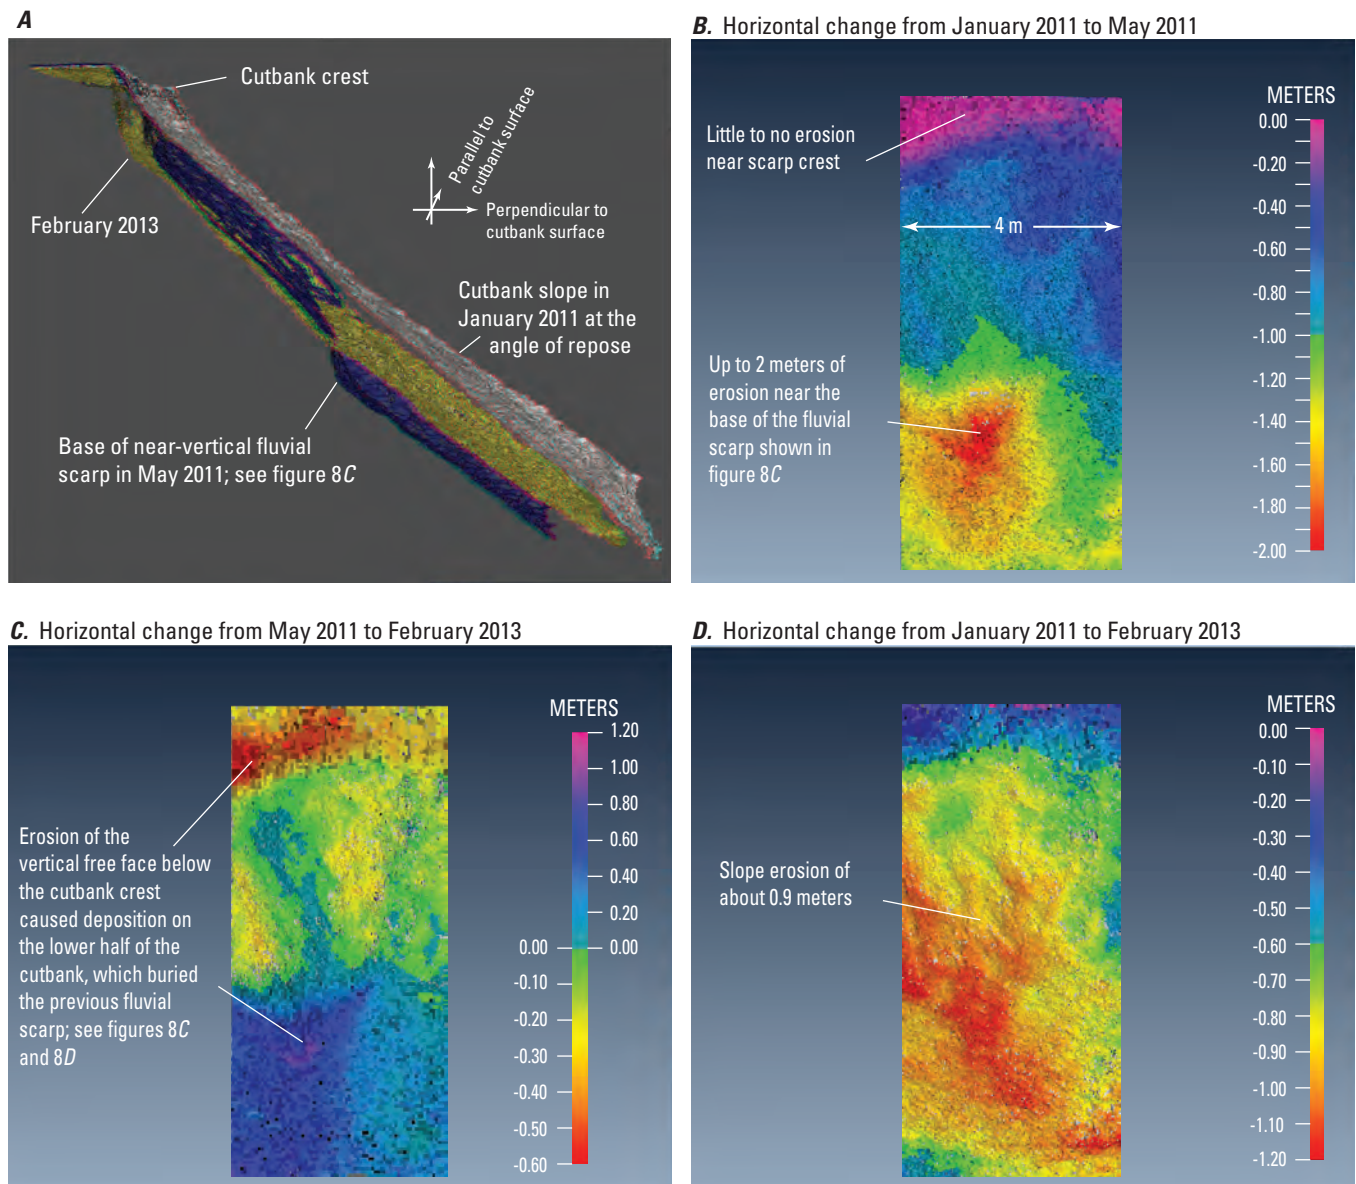 A
Cutbank crest
Parallel to
cutbank surface
Perpendicular to
cutbank surface
February 2013
Cutbank slope in
January 2011 at the
angle of repose
Base of near-vertical fluvial
scarp in May 2011; see figure 8C
B. Horizontal change from January 2011 to May 2011
METERS
0.00
-0.20
-0.40
-0.60
-0.80
-1.00
-1.20
-1.40
-1.60
-1.80
-2.00
Little to no erosion
near scarp crest
4 m
Up to 2 meters of
erosion near the
base of the fluvial
scarp shown in
figure 8C
C. Horizontal change from May 2011 to February 2013
METERS
1.20
1.00
0.80
0.60
0.40
0.20
0.00 0.00
-0.10
-0.20
-0.30
-0.40
-0.50
-0.60
Erosion of the
vertical free face below
the cutbank crest
caused deposition on
the lower half of the
cutbank, which buried
the previous fluvial
scarp; see figures 8C
and 8D
D. Horizontal change from January 2011 to February 2013
METERS
0.00
-0.10
-0.20
-0.30
-0.40
-0.50
-0.60
-0.70
-0.80
-0.90
-1.00
-1.10
-1.20
Slope erosion of
about 0.9 meters